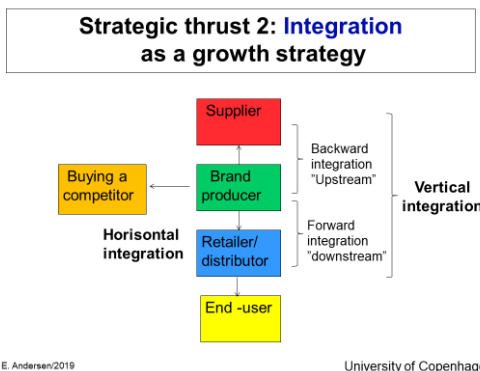 Strategic thrust 2: Integration
as a growth strategy
Supplier
Backward
integration
”Upstream”
Buying a
competitor
Brand
producer
Vertical
integration
Horisontal
integration
Retailer/
distributor
Forward
integration
”downstream”
End -user
E. Andersen/2019
University of Copenhage